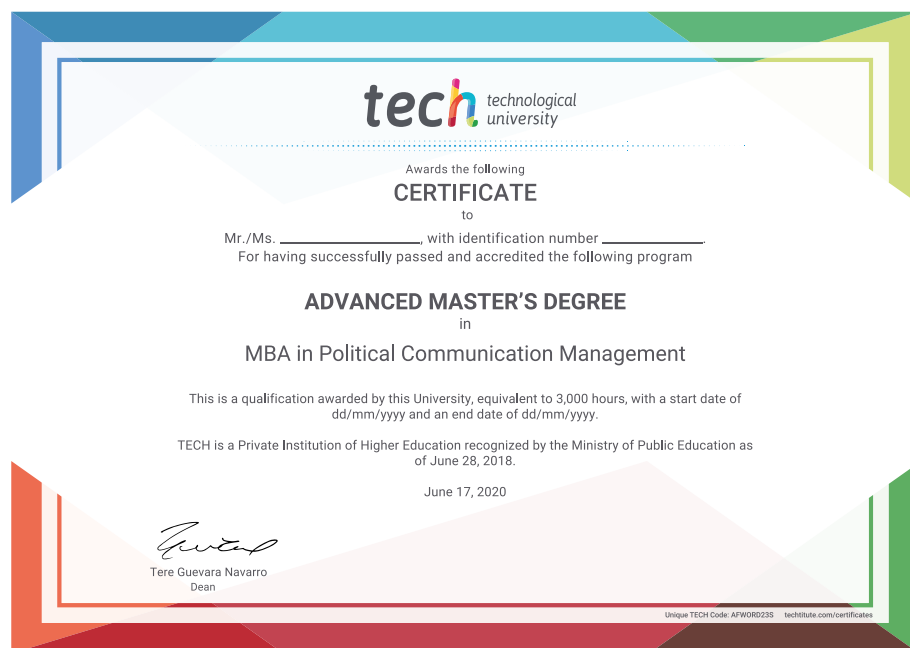 tech technological
university
Awards the following
CERTIFICATE
to
Mr./Ms. ____________________, with identification number ______________.
For having successfully passed and accredited the following program
ADVANCED MASTER'S DEGREE
in
MBA in Political Communication Management
This is a qualification awarded by this University, equivalent to 3,000 hours, with a start date of
dd/mm/yyyy and an end date of dd/mm/yyyy.
TECH is a Private Institution of Higher Education recognized by the Ministry of Public Education as
of June 28, 2018.
June 17, 2020
Tere Guevara Navarro
Dean
Unique TECH Code: AFWORD23S techtitute.com/certificates